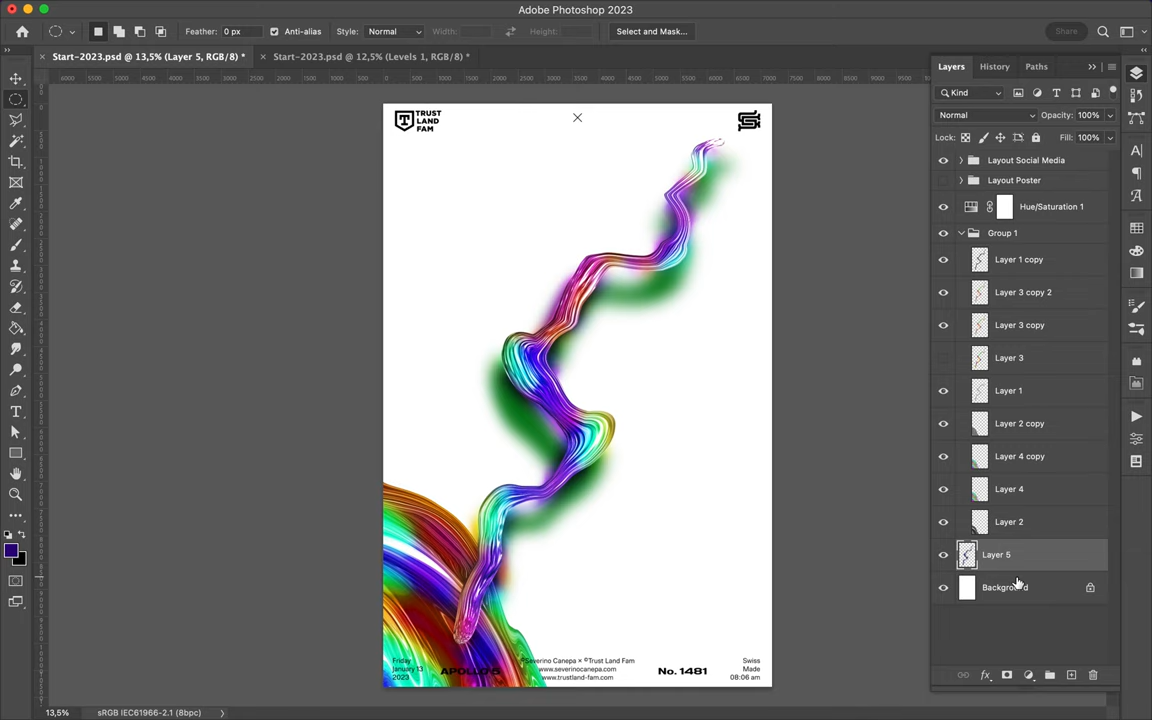 Adobe Photoshop 2023
Feather: 0 px
Anti-alias
Style: Normal
Width:
Height:
Select and Mask...
Share
Start-2023.psd @ 13,5% (Layer 5, RGB/8) *
Start-2023.psd @ 12,5% (Levels 1, RGB/8) *
Layers
History
Paths
Kind
Normal
Opacity: 100%
Lock:
Fill: 100%
Layout Social Media
Layout Poster
Hue/Saturation 1
Group 1
Layer 1 copy
Layer 3 copy 2
Layer 3 copy
Layer 3
Layer 1
Layer 2 copy
Layer 4 copy
Layer 4
Layer 2
Layer 5
Background
TRUST
LAND
FAM
Friday
January 13
2023
APOLLO 5
©Severino Canepa × ©Trust Land Fam
www.severinocanepa.com
www.trustland-fam.com
No. 1481
Swiss
Made
08:06 am
13,5%
sRGB IEC61966-2.1 (8bpc)